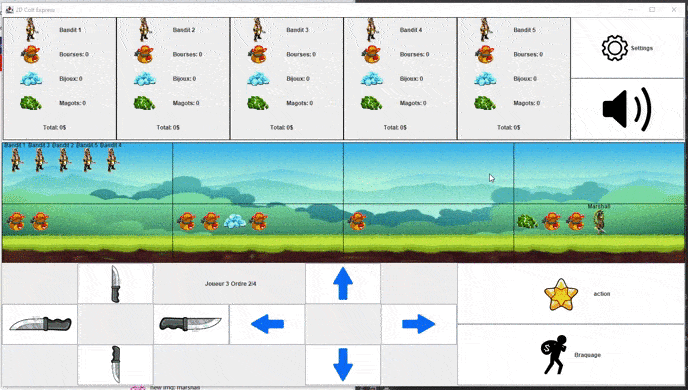 2D Colt Express
Bandit 1
Bandit 2
Bandit 3
Bandit 4
Bandit 5
Bourses: 0
Bourses: 0
Bourses: 0
Bourses: 0
Bourses: 0
Settings
Bijoux: 0
Bijoux: 0
Bijoux: 0
Bijoux: 0
Bijoux: 0
Magots: 0
Magots: 0
Magots: 0
Magots: 0
Magots: 0
Total: 0$
Total: 0$
Total: 0$
Total: 0$
Total: 0$
Bandit 1 Bandit 3 Bandit 2 Bandit 5 Bandit 4
Marshall
Joueur 3 Ordre 2/4
action
Braquage
new img: marshall